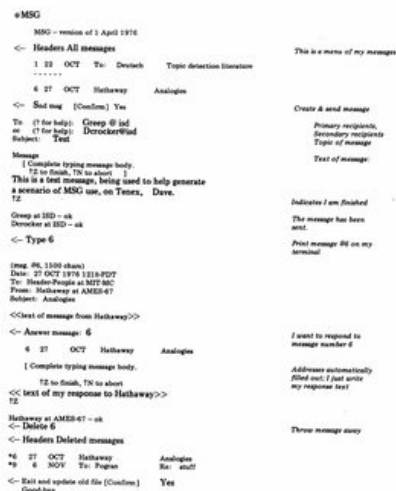 @MSG
MSG – version of 1 April 1976
<– Headers All messages
This is a menu of my messages
1 22 OCT To: Deutsch Topic detection literature
- - - - - -
6 27 OCT Hathaway Analogies
<– Snd msg [Confirm] Yes
Create & send message
To (? for help): Greep @ isd
Primary recipients,
cc (? for help): Dcrocker@isd
Secondary recipients
Subject: Test
Topic of message
Message
Text of message:
[ Complete typing message body.
?Z to finish, ?N to abort ]
This is a test message, being used to help generate
a scenario of MSG use, on Tenex, Dave.
?Z
Indicates I am finished
Greep at ISD – ok
The message has been
Dcrocker at ISD – ok
sent.
<– Type 6
Print message #6 on my
terminal
(msg. #6, 1500 chars)
Date: 27 OCT 1976 1218-PDT
To: Header-People at MIT-MC
From: Hathaway at AMES-67
Subject: Analogies
<<text of message from Hathaway>>
<– Answer message: 6
I want to respond to
message number 6
6 27 OCT Hathaway Analogies
[ Complete typing message body.
Addresses automatically
filled out; I just write
?Z to finish, ?N to abort
my response text
<< text of my response to Hathaway>>
?Z
Hathaway at AMES-67 – ok
<– Delete 6
Throw message away
<– Headers Deleted messages
*6 27 OCT Hathaway Analogies
*9 6 NOV To: Pogran Re: stuff
<– Exit and update old file [Confirm] Yes
Good-bye